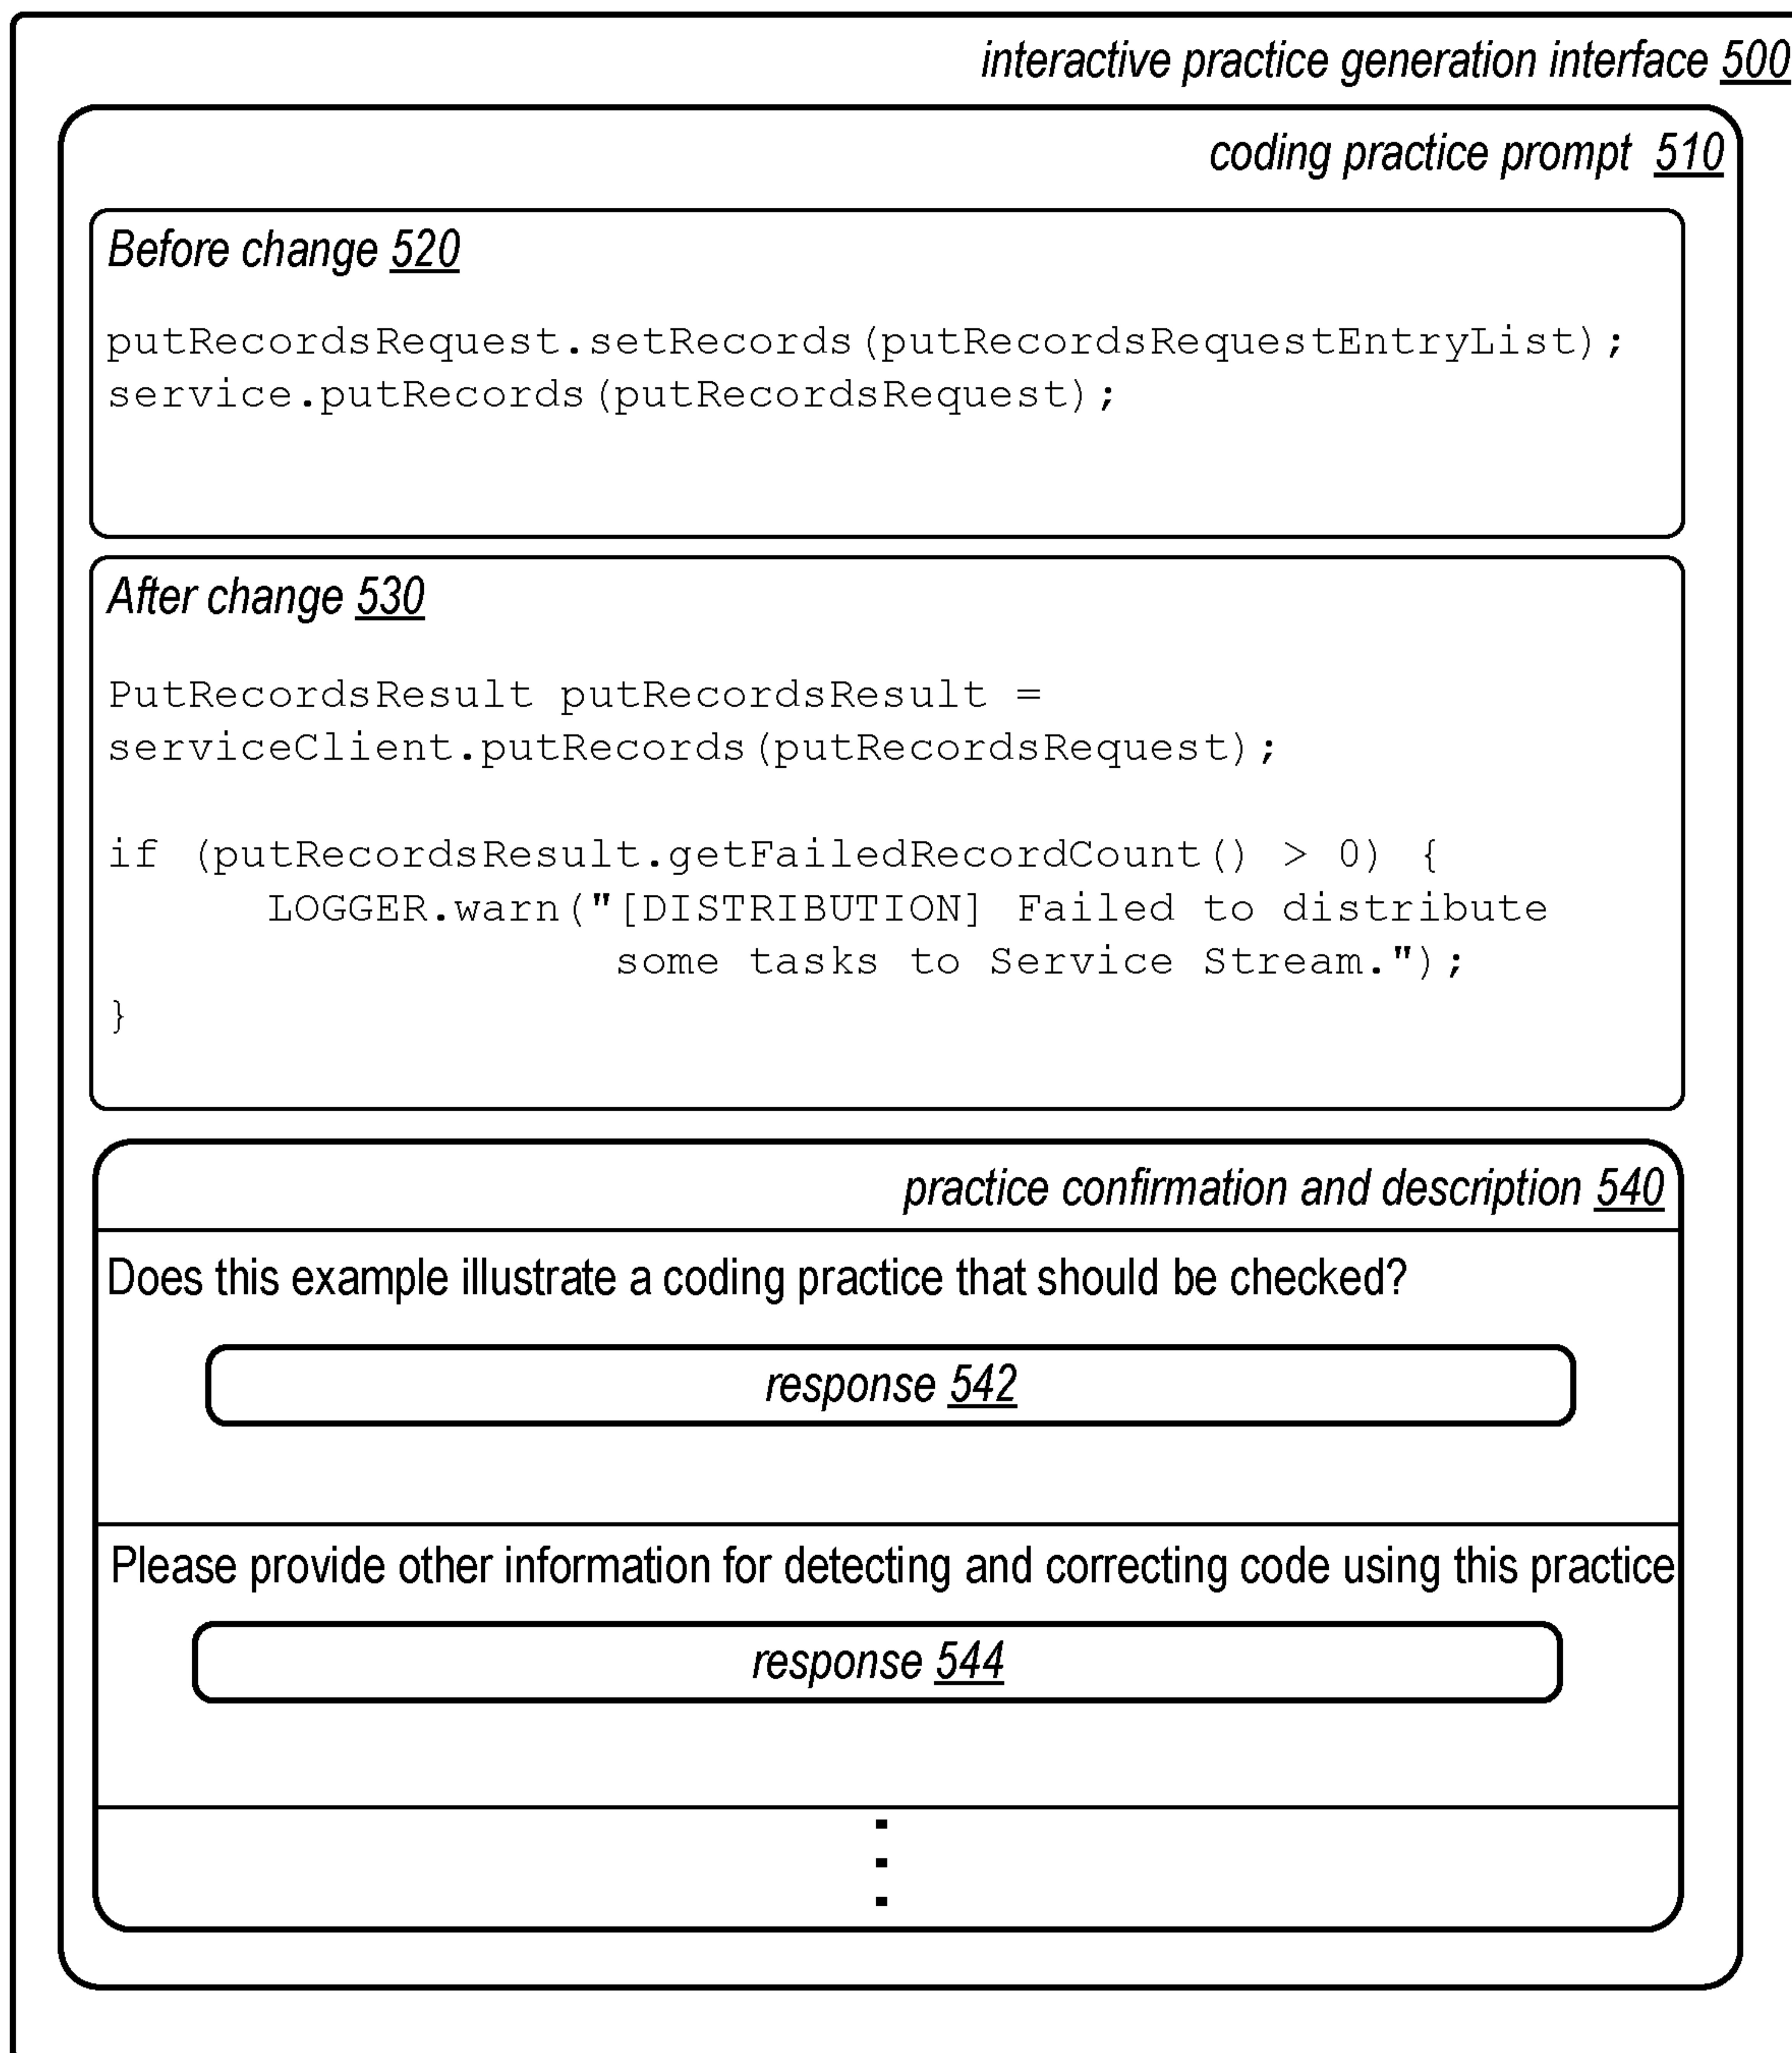 interactive practice generation interface 500
coding practice prompt 510
Before change 520
putRecordsRequest.setRecords(putRecordsRequestEntryList);
service.putRecords(putRecordsRequest);
After change 530
PutRecordsResult putRecordsResult =
serviceClient.putRecords(putRecordsRequest);
if (putRecordsResult.getFailedRecordCount() > 0) {
LOGGER.warn("[DISTRIBUTION] Failed to distribute
some tasks to Service Stream.");
}
practice confirmation and description 540
Does this example illustrate a coding practice that should be checked?
response 542
Please provide other information for detecting and correcting code using this practice
response 544